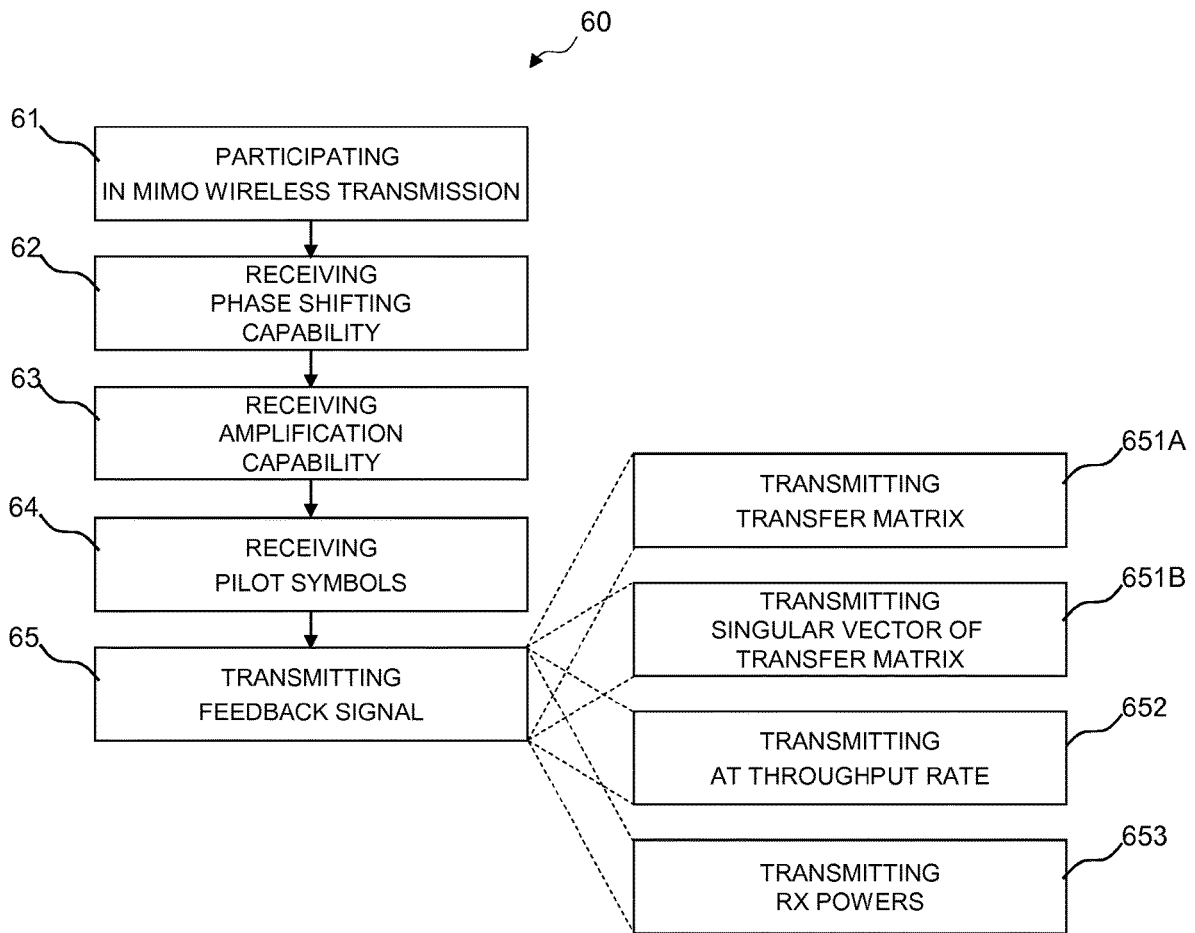 60
61
PARTICIPATING
IN MIMO WIRELESS TRANSMISSION
62
RECEIVING
PHASE SHIFTING
CAPABILITY
63
RECEIVING
AMPLIFICATION
CAPABILITY
64
RECEIVING
PILOT SYMBOLS
65
TRANSMITTING
FEEDBACK SIGNAL
651A
TRANSMITTING
TRANSFER MATRIX
651B
TRANSMITTING
SINGULAR VECTOR OF
TRANSFER MATRIX
652
TRANSMITTING
AT THROUGHPUT RATE
653
TRANSMITTING
RX POWERS